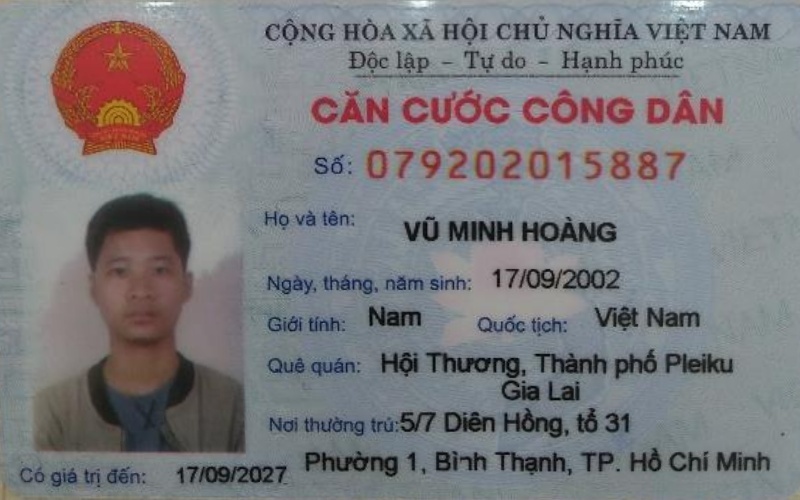 CỘNG HÒA XÃ HỘI CHỦ NGHĨA VIỆT NAM
Độc lập - Tự do - Hạnh phúc
CĂN CƯỚC CÔNG DÂN
Số: 079202015887
Họ và tên: VŨ MINH HOÀNG
Ngày, tháng, năm sinh: 17/09/2002
Giới tính: Nam Quốc tịch: Việt Nam
Quê quán: Hội Thương, Thành phố Pleiku
Gia Lai
Nơi thường trú: 5/7 Diên Hồng, tổ 31
Phường 1, Bình Thạnh, TP. Hồ Chí Minh
Có giá trị đến: 17/09/2027